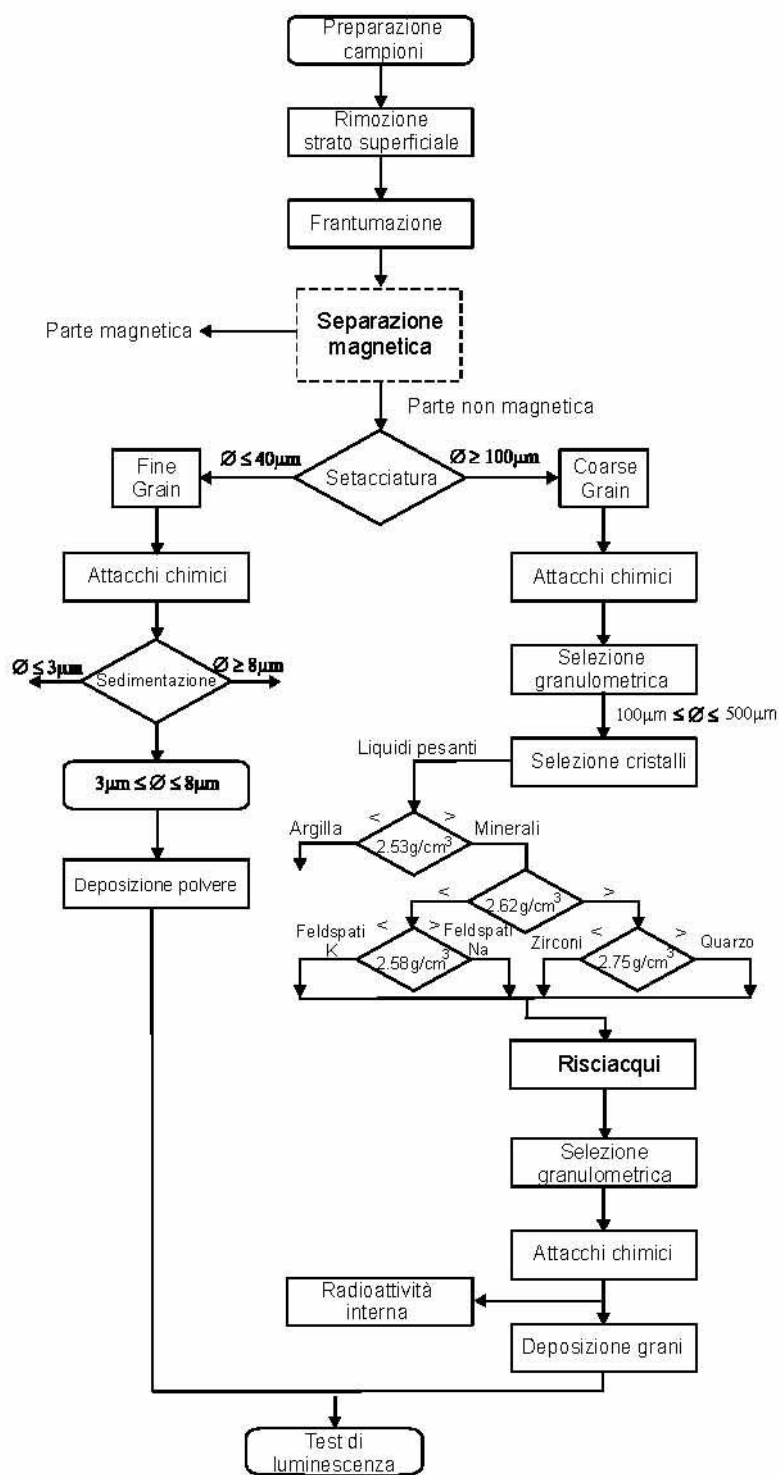 Preparazione
campioni
Rimozione
strato superficiale
Frantumazione
Separazione
magnetica
Parte magnetica
Parte non magnetica
Setacciatura
Ø ≤ 40µm
Ø ≥ 100µm
Fine
Grain
Coarse
Grain
Attacchi chimici
Attacchi chimici
Ø ≤ 3µm
Sedimentazione
Ø ≥ 8µm
Selezione
granulometrica
100µm ≤ Ø ≤ 500µm
3µm ≤ Ø ≤ 8µm
Liquidi pesanti
Selezione cristalli
Deposizione polvere
Argilla
<
>
Minerali
2.53g/cm³
<
>
2.62g/cm³
Feldspati
K
<
>
Feldspati
Na
2.58g/cm³
Zirconi
<
>
Quarzo
2.75g/cm³
Risciacqui
Selezione
granulometrica
Attacchi chimici
Radioattività
interna
Deposizione grani
Test di
luminescenza